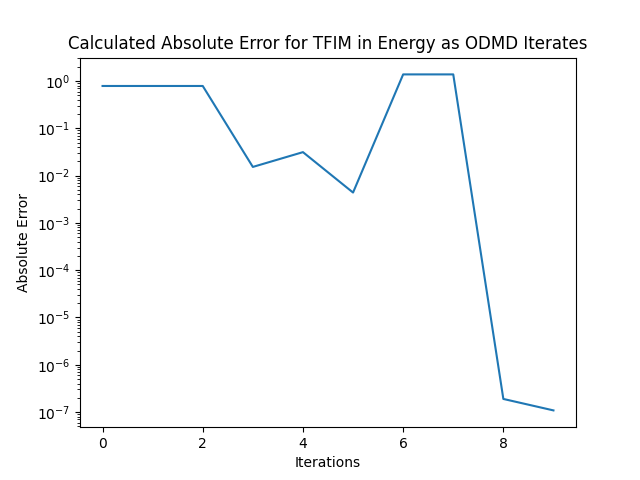 Calculated Absolute Error for TFIM in Energy as ODMD Iterates
Absolute Error
10⁰
10⁻¹
10⁻²
10⁻³
10⁻⁴
10⁻⁵
10⁻⁶
10⁻⁷
0 2 4 6 8
Iterations